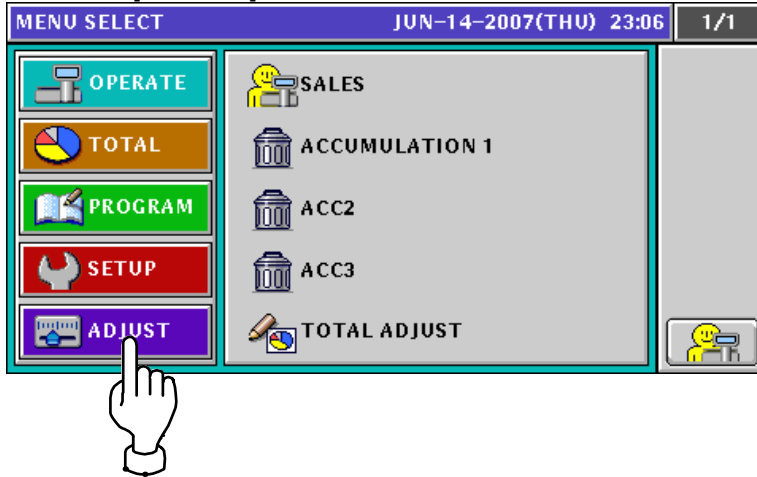 MENU SELECT JUN-14-2007(THU) 23:06 1/1
OPERATE
TOTAL
PROGRAM
SETUP
ADJUST
SALES
ACCUMULATION 1
ACC2
ACC3
TOTAL ADJUST